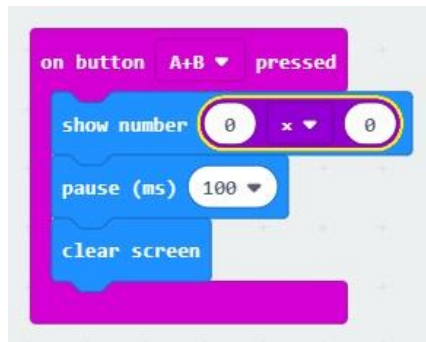 on button A+B pressed
show number 0 x 0
pause (ms) 100
clear screen